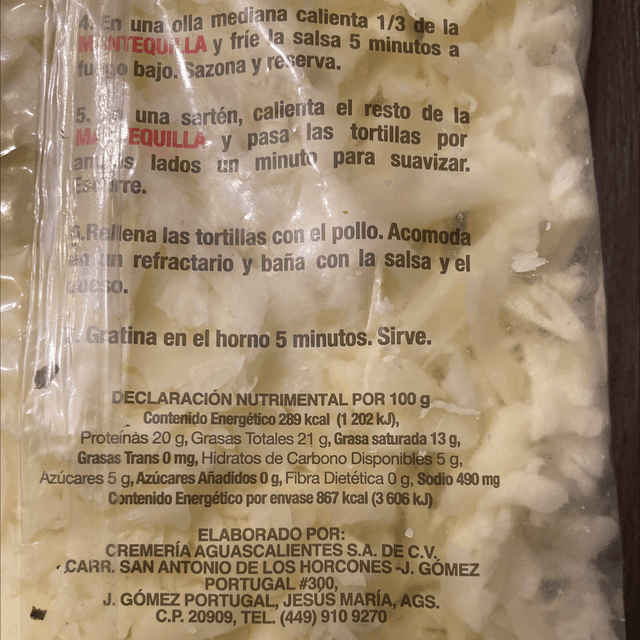 4. En una olla mediana calienta 1/3 de la
MANTEQUILLA y fríe la salsa 5 minutos a
fuego bajo. Sazona y reserva.
5. En una sartén, calienta el resto de la
MANTEQUILLA y pasa las tortillas por
ambos lados un minuto para suavizar.
Escurre.
6.Rellena las tortillas con el pollo. Acomoda
en un refractario y baña con la salsa y el
queso.
Gratina en el horno 5 minutos. Sirve.
DECLARACIÓN NUTRIMENTAL POR 100 g
Contenido Energético 289 kcal (1 202 kJ),
Proteínas 20 g, Grasas Totales 21 g, Grasa saturada 13 g,
Grasas Trans 0 mg, Hidratos de Carbono Disponibles 5 g,
Azúcares 5 g, Azúcares Añadidos 0 g, Fibra Dietética 0 g, Sodio 490 mg
Contenido Energético por envase 867 kcal (3 606 kJ)
ELABORADO POR:
CREMERÍA AGUASCALIENTES S.A. DE C.V.
CARR. SAN ANTONIO DE LOS HORCONES -J. GÓMEZ
PORTUGAL #300,
J. GÓMEZ PORTUGAL, JESÚS MARÍA, AGS.
C.P. 20909, TEL. (449) 910 9270